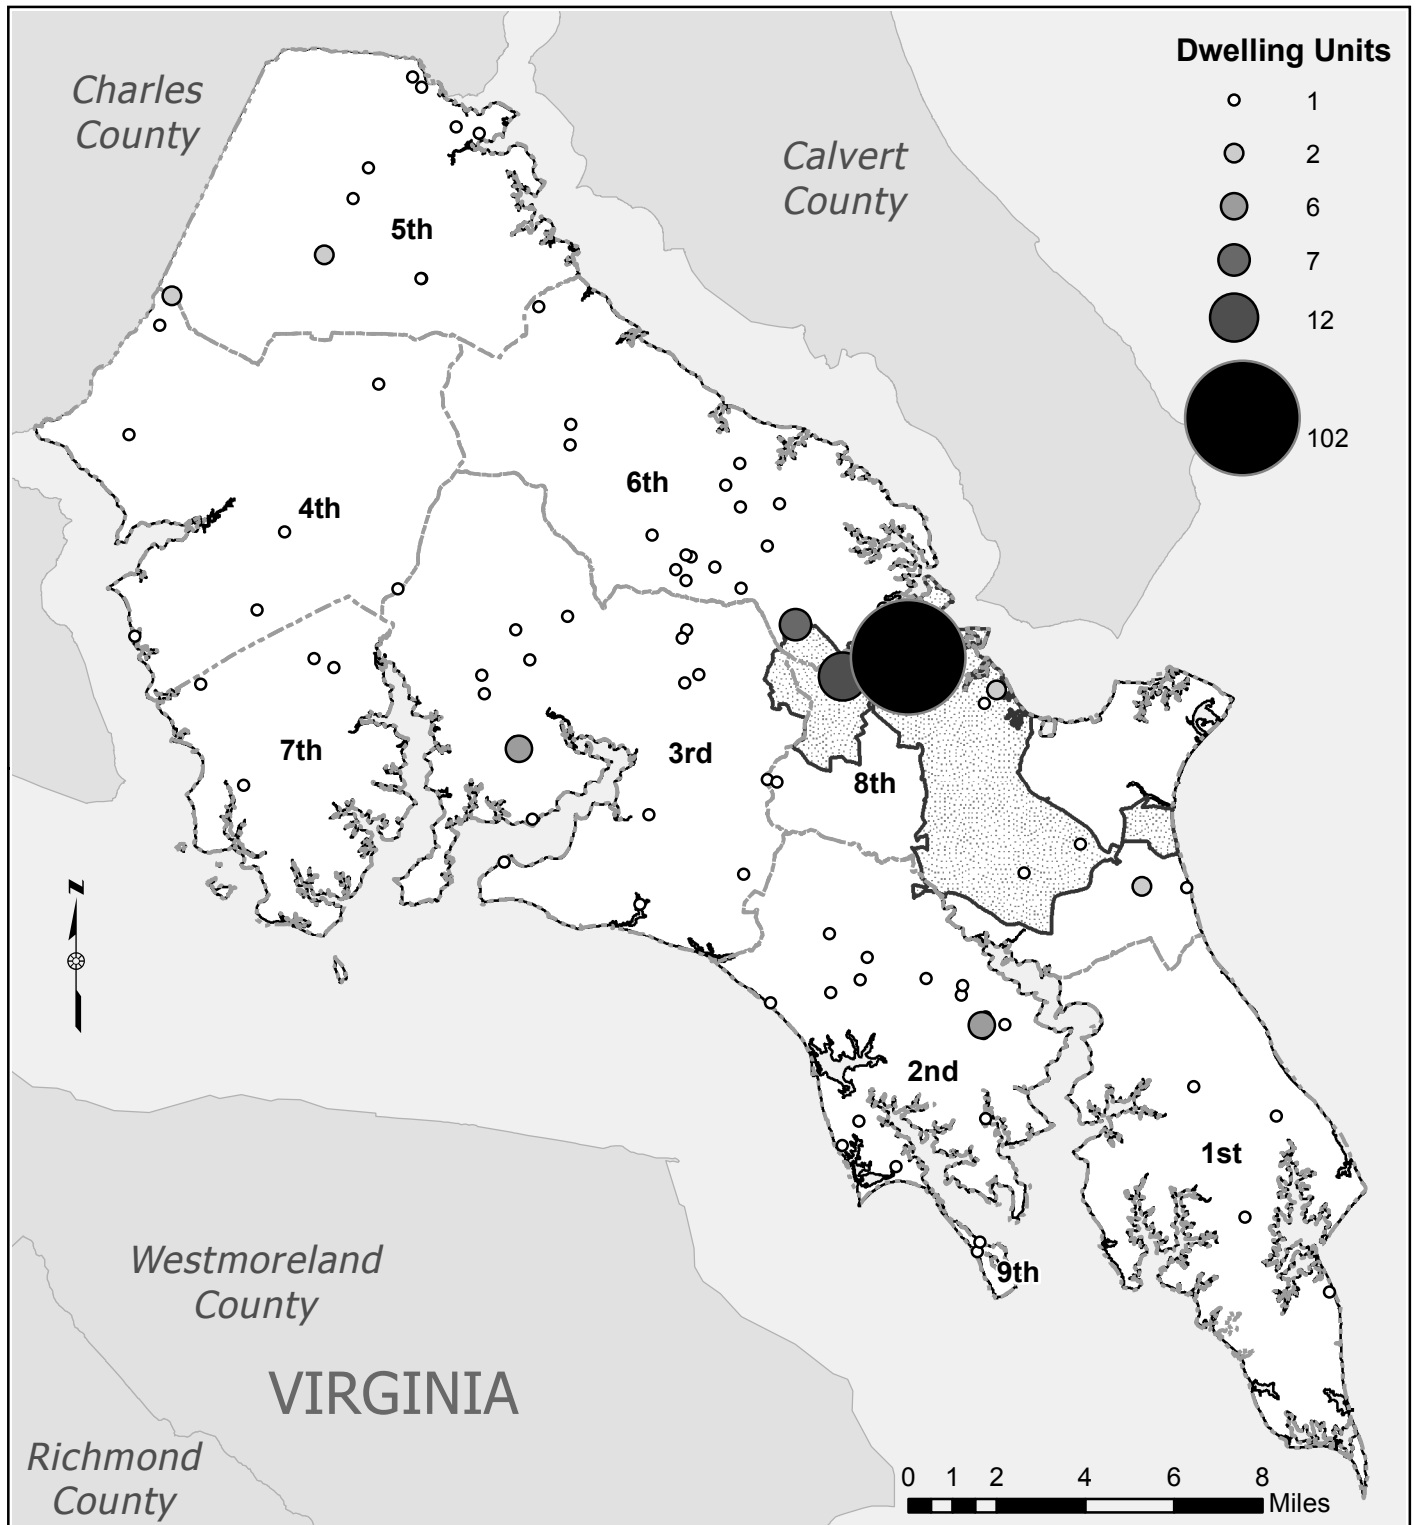 Dwelling Units
1
2
6
7
12
102
Charles
County
Calvert
County
5th
6th
4th
7th
3rd
8th
N
2nd
1st
9th
Westmoreland
County
VIRGINIA
Richmond
County
0 1 2 4 6 8
Miles